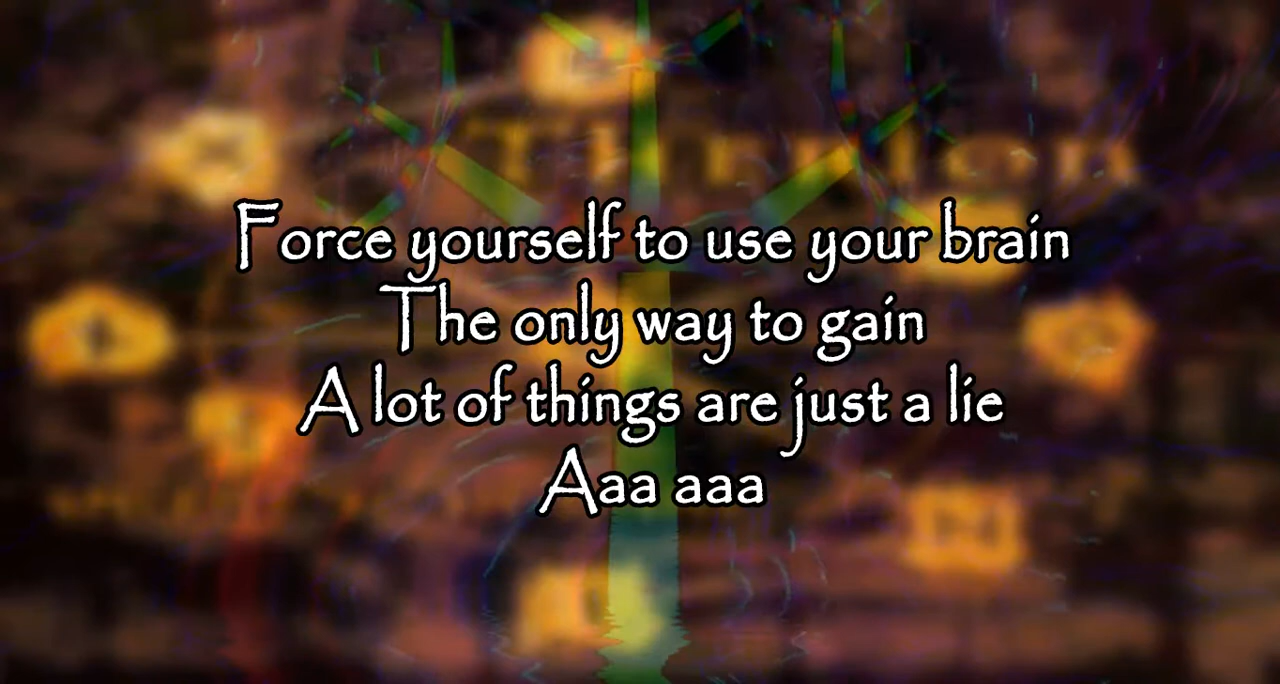 Therion
Force yourself to use your brain
The only way to gain
A lot of things are just a lie
Aaa aaa